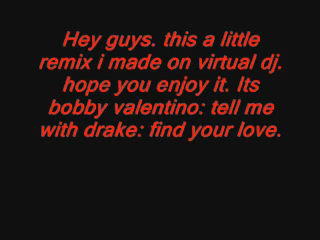 Hey guys. this a little
remix i made on virtual dj.
hope you enjoy it. Its
bobby valentino: tell me
with drake: find your love.